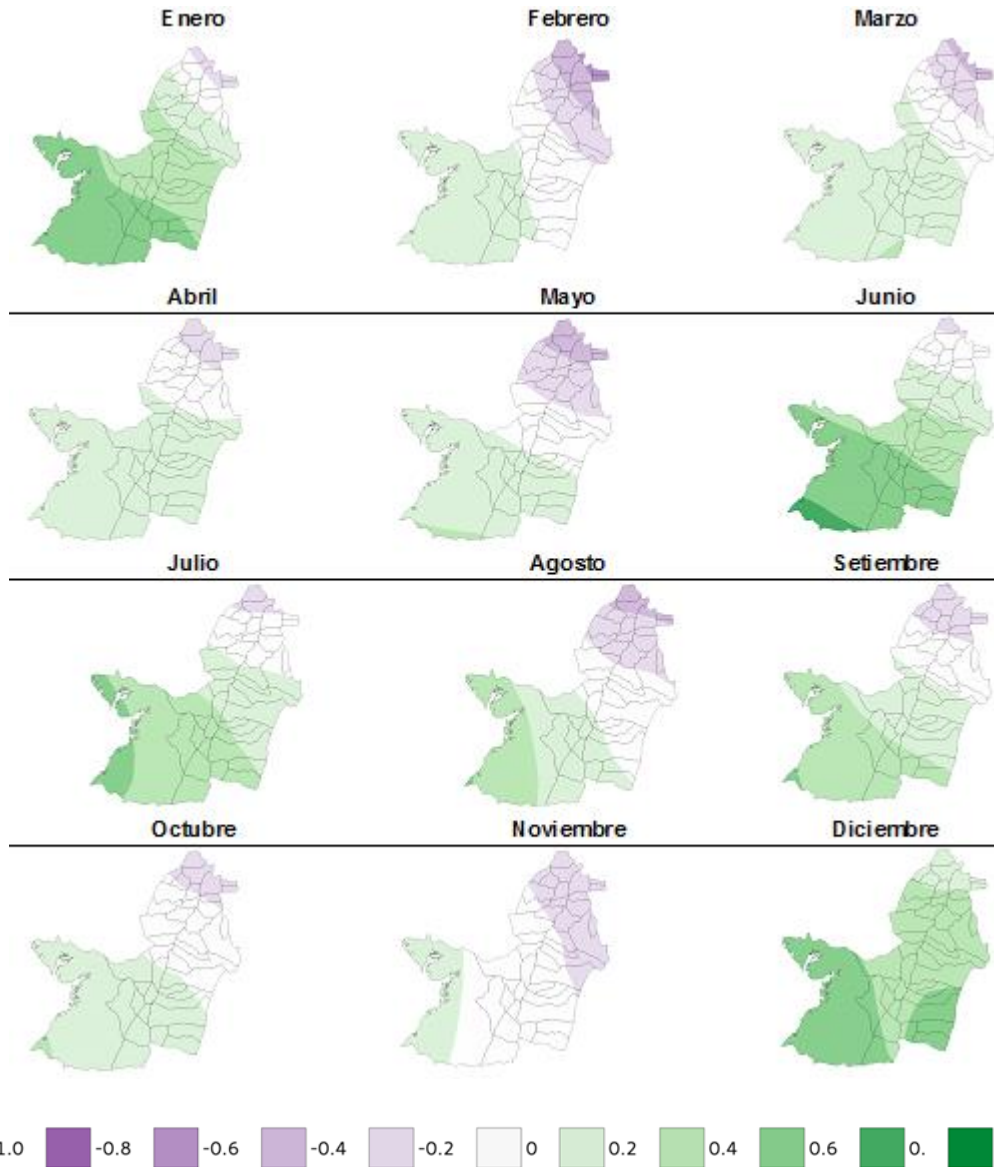 Enero Febrero Marzo
Abril Mayo Junio
Julio Agosto Setiembre
Octubre Noviembre Diciembre
1.0 -0.8 -0.6 -0.4 -0.2 0 0.2 0.4 0.6 0.